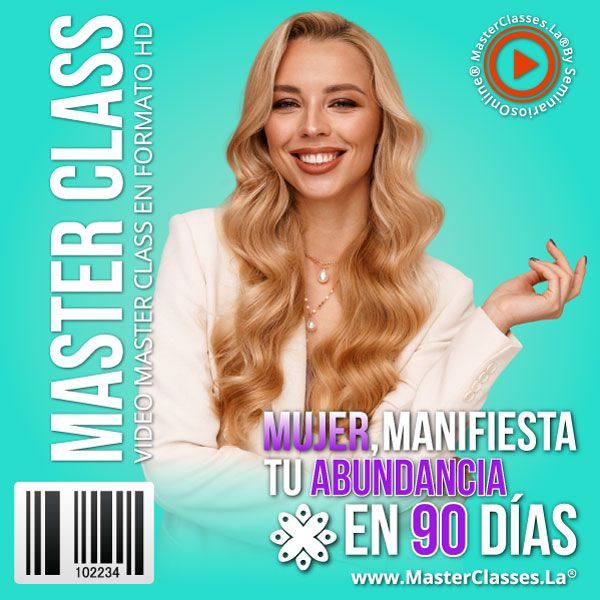 MASTER CLASS
VIDEO MASTER CLASS EN FORMATO HD
MasterClasses.La®By SeminariosOnline®
MUJER, MANIFIESTA
TU ABUNDANCIA
EN 90 DÍAS
102234
www.MasterClasses.La®